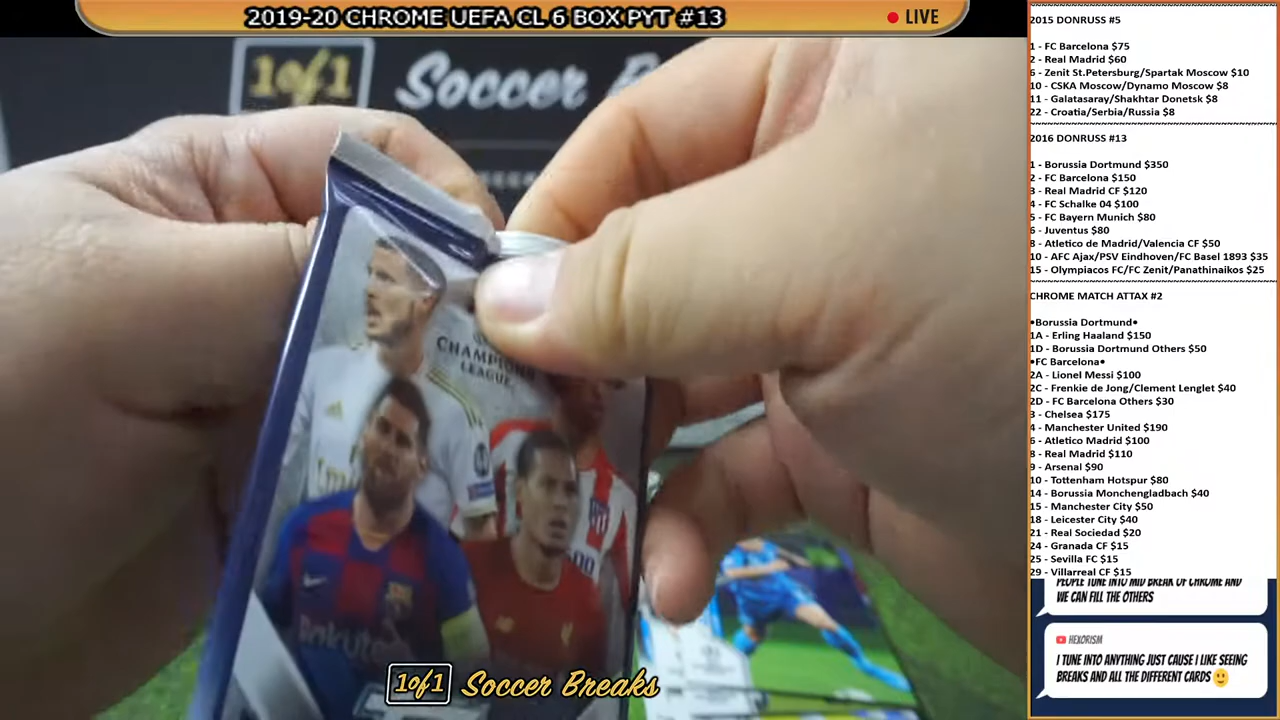 2019-20 CHROME UEFA CL 6 BOX PYT #13
LIVE
1of1 Soccer
CHAMPIONS
LEAGUE.
1of1 Soccer Breaks
2015 DONRUSS #5
1 - FC Barcelona $75
2 - Real Madrid $60
6 - Zenit St.Petersburg/Spartak Moscow $10
10 - CSKA Moscow/Dynamo Moscow $8
11 - Galatasaray/Shakhtar Donetsk $8
22 - Croatia/Serbia/Russia $8
2016 DONRUSS #13
1 - Borussia Dortmund $350
2 - FC Barcelona $150
3 - Real Madrid CF $120
4 - FC Schalke 04 $100
5 - FC Bayern Munich $80
6 - Juventus $80
8 - Atletico de Madrid/Valencia CF $50
10 - AFC Ajax/PSV Eindhoven/FC Basel 1893 $35
15 - Olympiacos FC/FC Zenit/Panathinaikos $25
CHROME MATCH ATTAX #2
•Borussia Dortmund•
1A - Erling Haaland $150
1D - Borussia Dortmund Others $50
•FC Barcelona•
2A - Lionel Messi $100
2C - Frenkie de Jong/Clement Lenglet $40
2D - FC Barcelona Others $30
3 - Chelsea $175
4 - Manchester United $190
6 - Atletico Madrid $100
8 - Real Madrid $110
9 - Arsenal $90
10 - Tottenham Hotspur $80
14 - Borussia Monchengladbach $40
15 - Manchester City $50
18 - Leicester City $40
21 - Real Sociedad $20
24 - Granada CF $15
25 - Sevilla FC $15
29 - Villarreal CF $15
PEOPLE TUNE INTO MID BREAK OF CHROME AND
WE CAN FILL THE OTHERS
HEXORISM
I TUNE INTO ANYTHING JUST CAUSE I LIKE SEEING
BREAKS AND ALL THE DIFFERENT CARDS 🙂